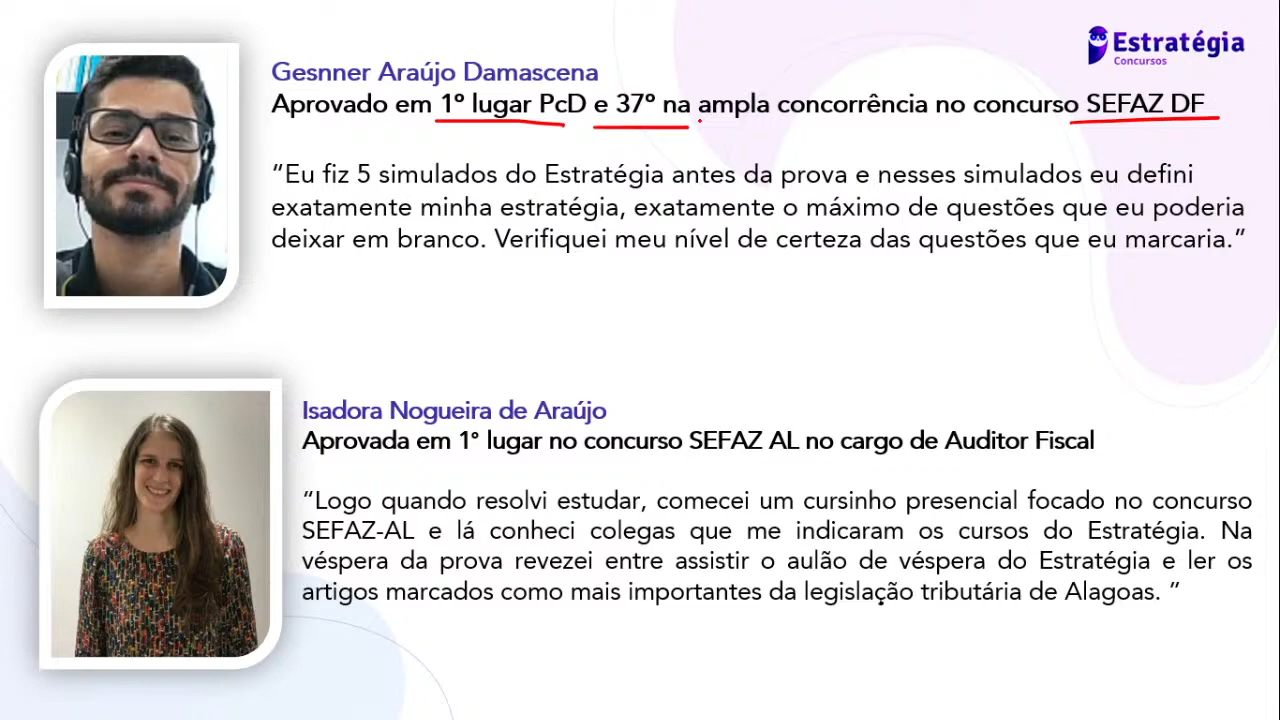 Estratégia
Concursos
Gesnner Araújo Damascena
Aprovado em 1º lugar PcD e 37º na ampla concorrência no concurso SEFAZ DF
“Eu fiz 5 simulados do Estratégia antes da prova e nesses simulados eu defini
exatamente minha estratégia, exatamente o máximo de questões que eu poderia
deixar em branco. Verifiquei meu nível de certeza das questões que eu marcaria.”
Isadora Nogueira de Araújo
Aprovada em 1° lugar no concurso SEFAZ AL no cargo de Auditor Fiscal
“Logo quando resolvi estudar, comecei um cursinho presencial focado no concurso
SEFAZ-AL e lá conheci colegas que me indicaram os cursos do Estratégia. Na
véspera da prova revezei entre assistir o aulão de véspera do Estratégia e ler os
artigos marcados como mais importantes da legislação tributária de Alagoas. ”